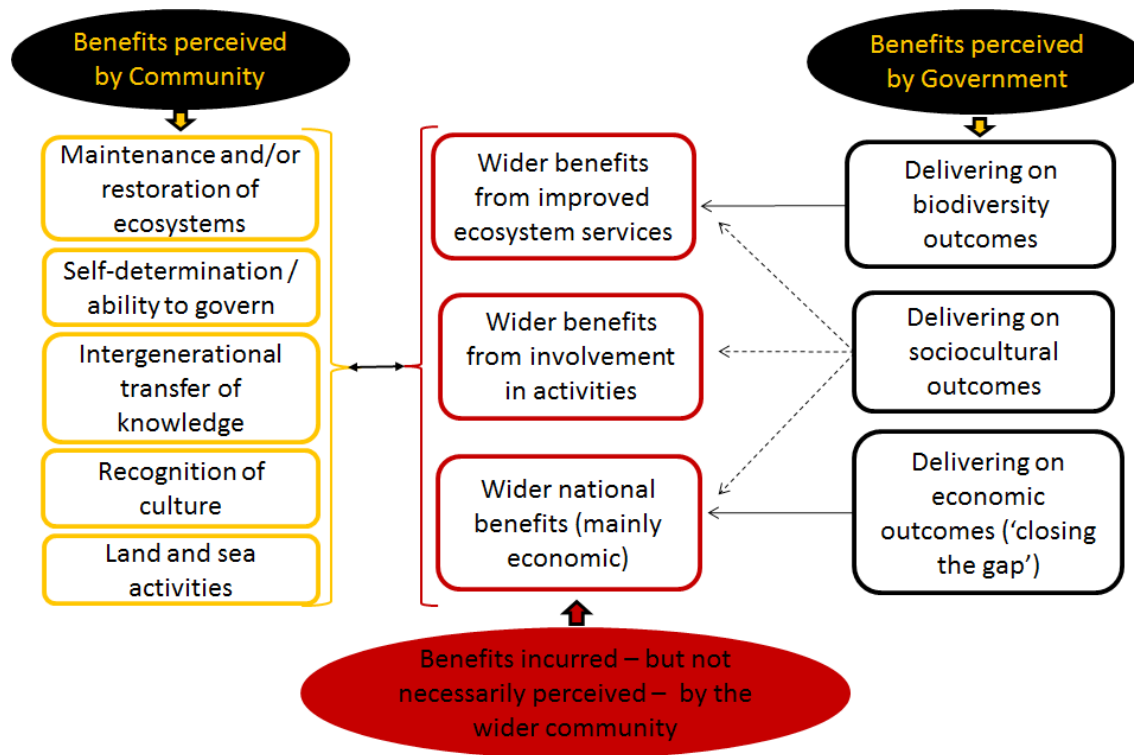 Benefits perceived
by Community
Benefits perceived
by Government
Maintenance and/or
restoration of
ecosystems
Self-determination /
ability to govern
Intergenerational
transfer of
knowledge
Recognition of
culture
Land and sea
activities
Wider benefits
from improved
ecosystem services
Wider benefits
from involvement
in activities
Wider national
benefits (mainly
economic)
Delivering on
biodiversity
outcomes
Delivering on
sociocultural
outcomes
Delivering on
economic
outcomes (‘closing
the gap’)
Benefits incurred – but not
necessarily perceived – by the
wider community